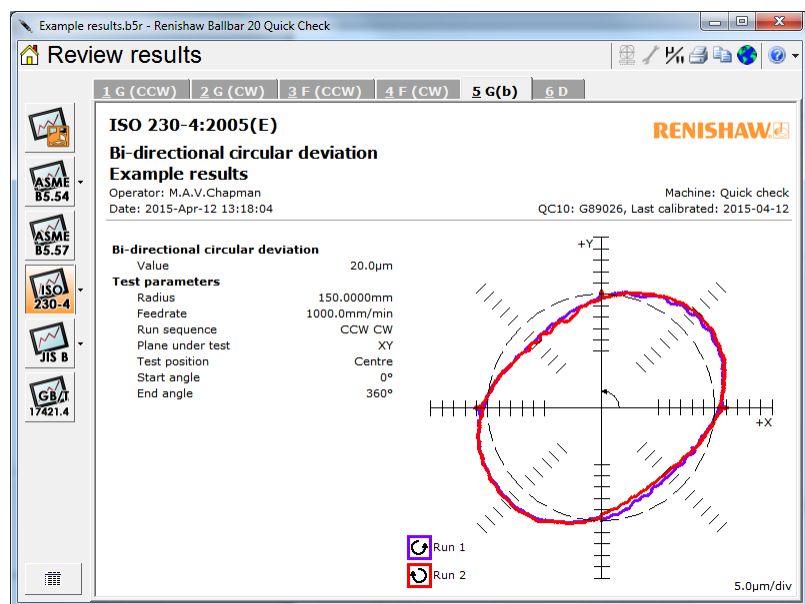 Example results.b5r - Renishaw Ballbar 20 Quick Check
Review results
1 G (CCW) 2 G (CW) 3 F (CCW) 4 F (CW) 5 G(b) 6 D
ASME B5.54
ASME B5.57
ISO 230-4
JIS B
GB/T 17421.4
ISO 230-4:2005(E)
RENISHAW
Bi-directional circular deviation
Example results
Operator: M.A.V.Chapman
Machine: Quick check
Date: 2015-Apr-12 13:18:04
QC10: G89026, Last calibrated: 2015-04-12
Bi-directional circular deviation
Value 20.0µm
Test parameters
Radius 150.0000mm
Feedrate 1000.0mm/min
Run sequence CCW CW
Plane under test XY
Test position Centre
Start angle 0°
End angle 360°
+Y
+X
Run 1
Run 2
5.0µm/div